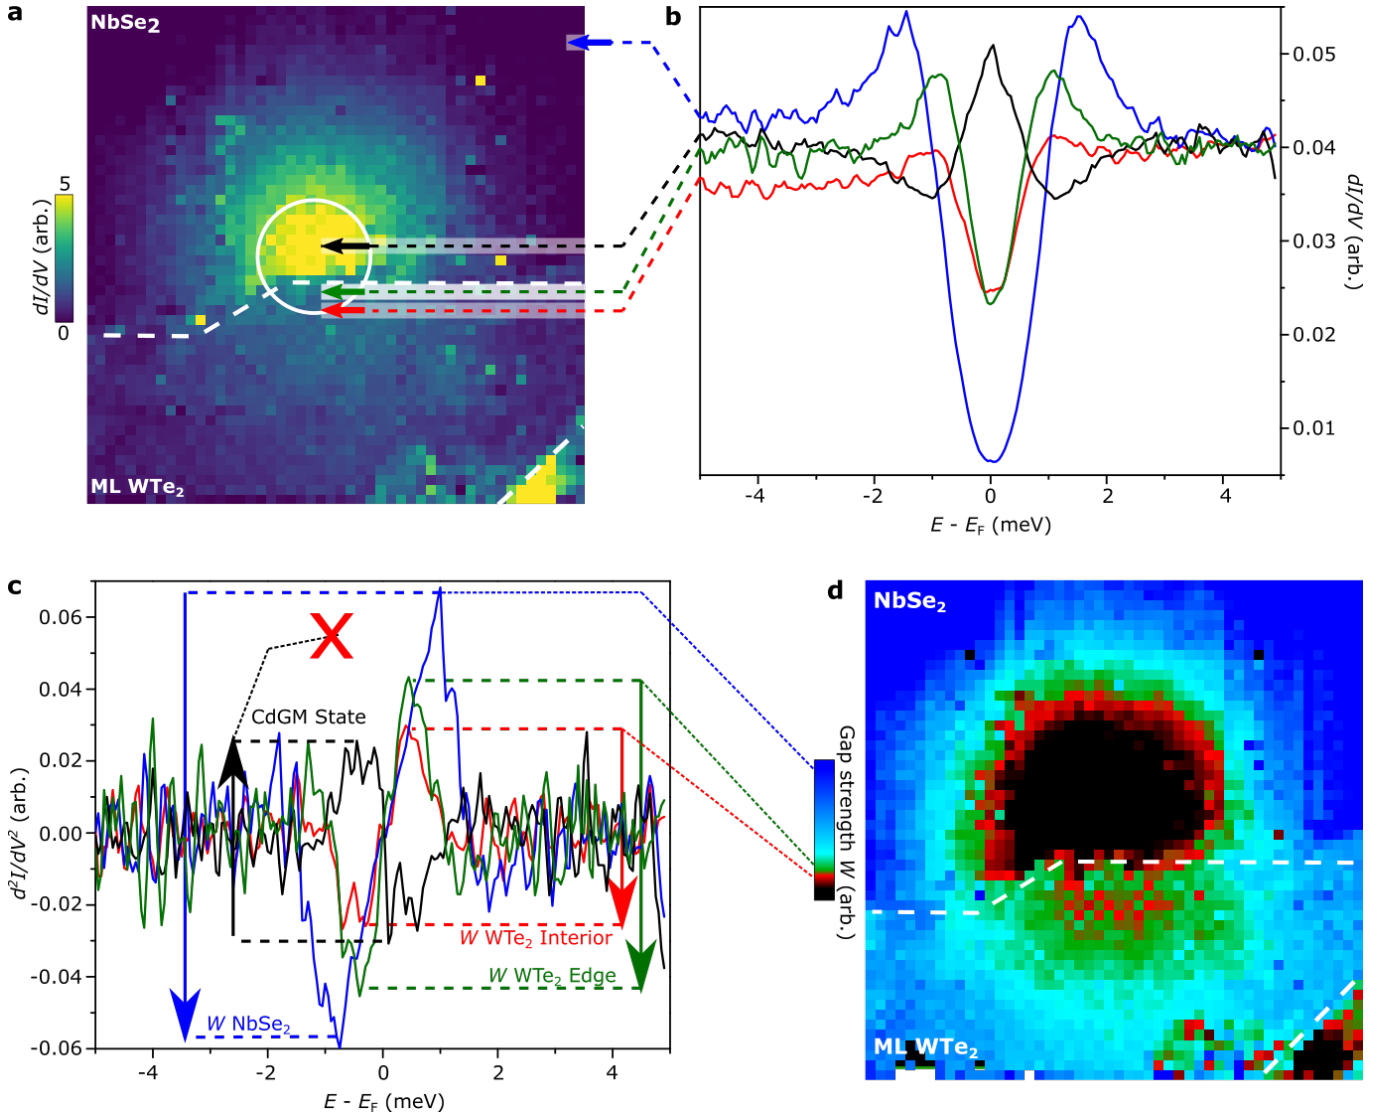 a
NbSe2
5
dI/dV (arb.)
0
ML WTe₂
b
0.05
0.04
0.03
0.02
0.01
dI/dV (arb.)
-4
-2
0
2
4
E - E_F (meV)
c
0.06
0.04
0.02
0.00
-0.02
-0.04
-0.06
d²I/dV² (arb.)
X
CdGM State
W WTe₂ Interior
W WTe₂ Edge
W NbSe₂
-4
-2
0
2
4
E - E_F (meV)
d
NbSe₂
Gap strength W (arb.)
ML WTe₂